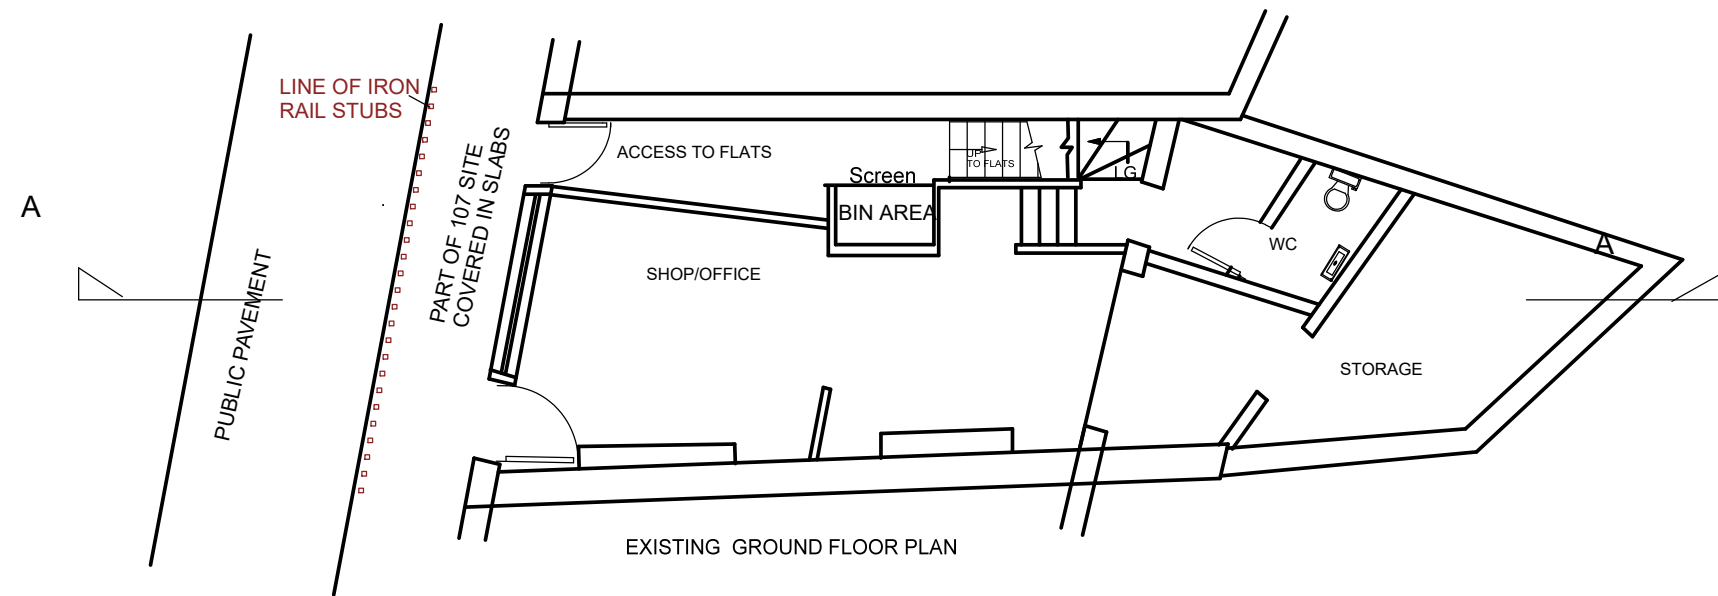 LINE OF IRON
RAIL STUBS
PART OF 107 SITE
COVERED IN SLABS
ACCESS TO FLATS
UP
TO FLATS
LG
Screen
BIN AREA
A
WC
A
SHOP/OFFICE
PUBLIC PAVEMENT
STORAGE
EXISTING GROUND FLOOR PLAN